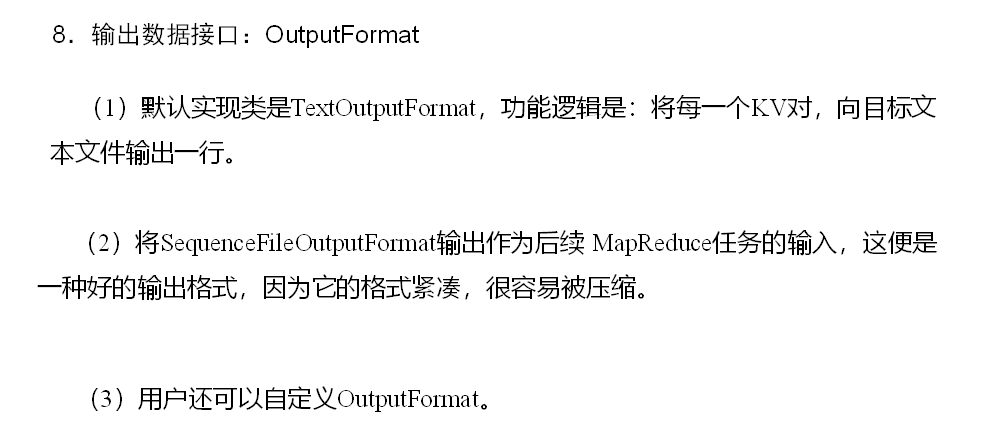 8．输出数据接口：OutputFormat
（1）默认实现类是TextOutputFormat，功能逻辑是：将每一个KV对，向目标文
本文件输出一行。
（2）将SequenceFileOutputFormat输出作为后续 MapReduce任务的输入，这便是
一种好的输出格式，因为它的格式紧凑，很容易被压缩。
（3）用户还可以自定义OutputFormat。